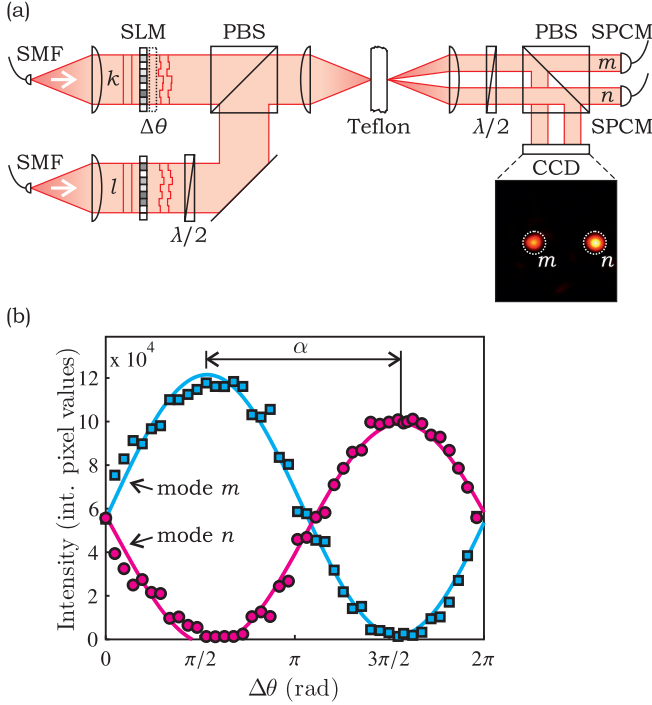 (a)
SLM PBS PBS SPCM
SMF k m
n
Δθ Teflon λ/2 SPCM
SMF l CCD
λ/2
m n
(b)
x 10⁴ α
12
10
8
6
4
2
0
mode m
mode n
Intensity (int. pixel values)
0 π/2 π 3π/2 2π
Δθ (rad)